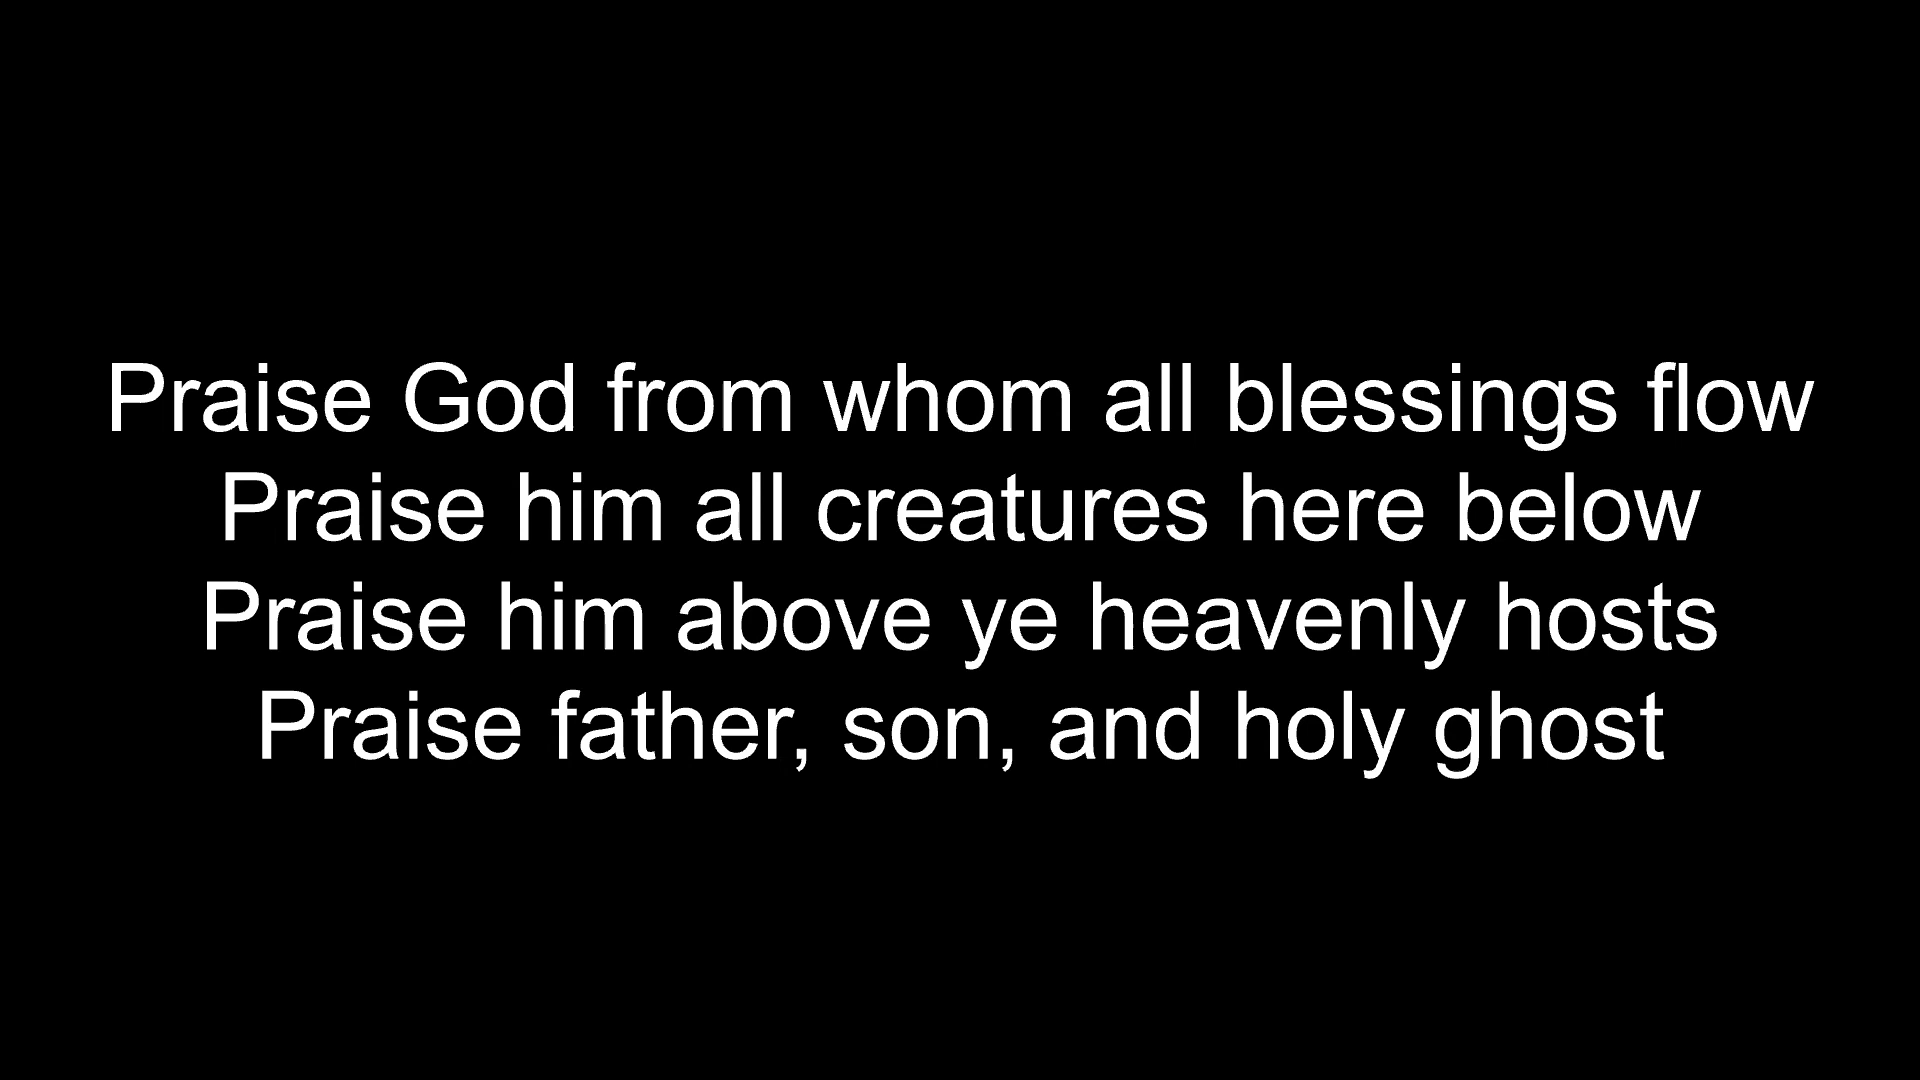 Praise God from whom all blessings flow
Praise him all creatures here below
Praise him above ye heavenly hosts
Praise father, son, and holy ghost